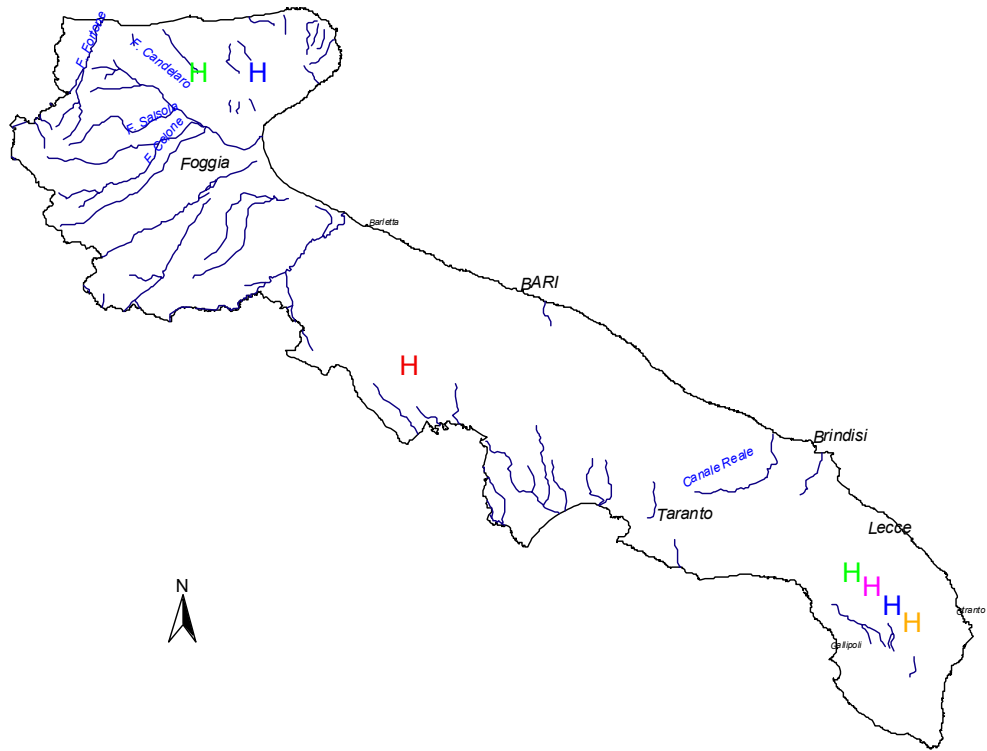 F. Fortore
F. Candelaro
H
H
F. Salsola
F. Celone
Foggia
Barletta
BARI
H
Brindisi
Canale Reale
Taranto
Lecce
H
H
N
H
Otranto
H
Gallipoli